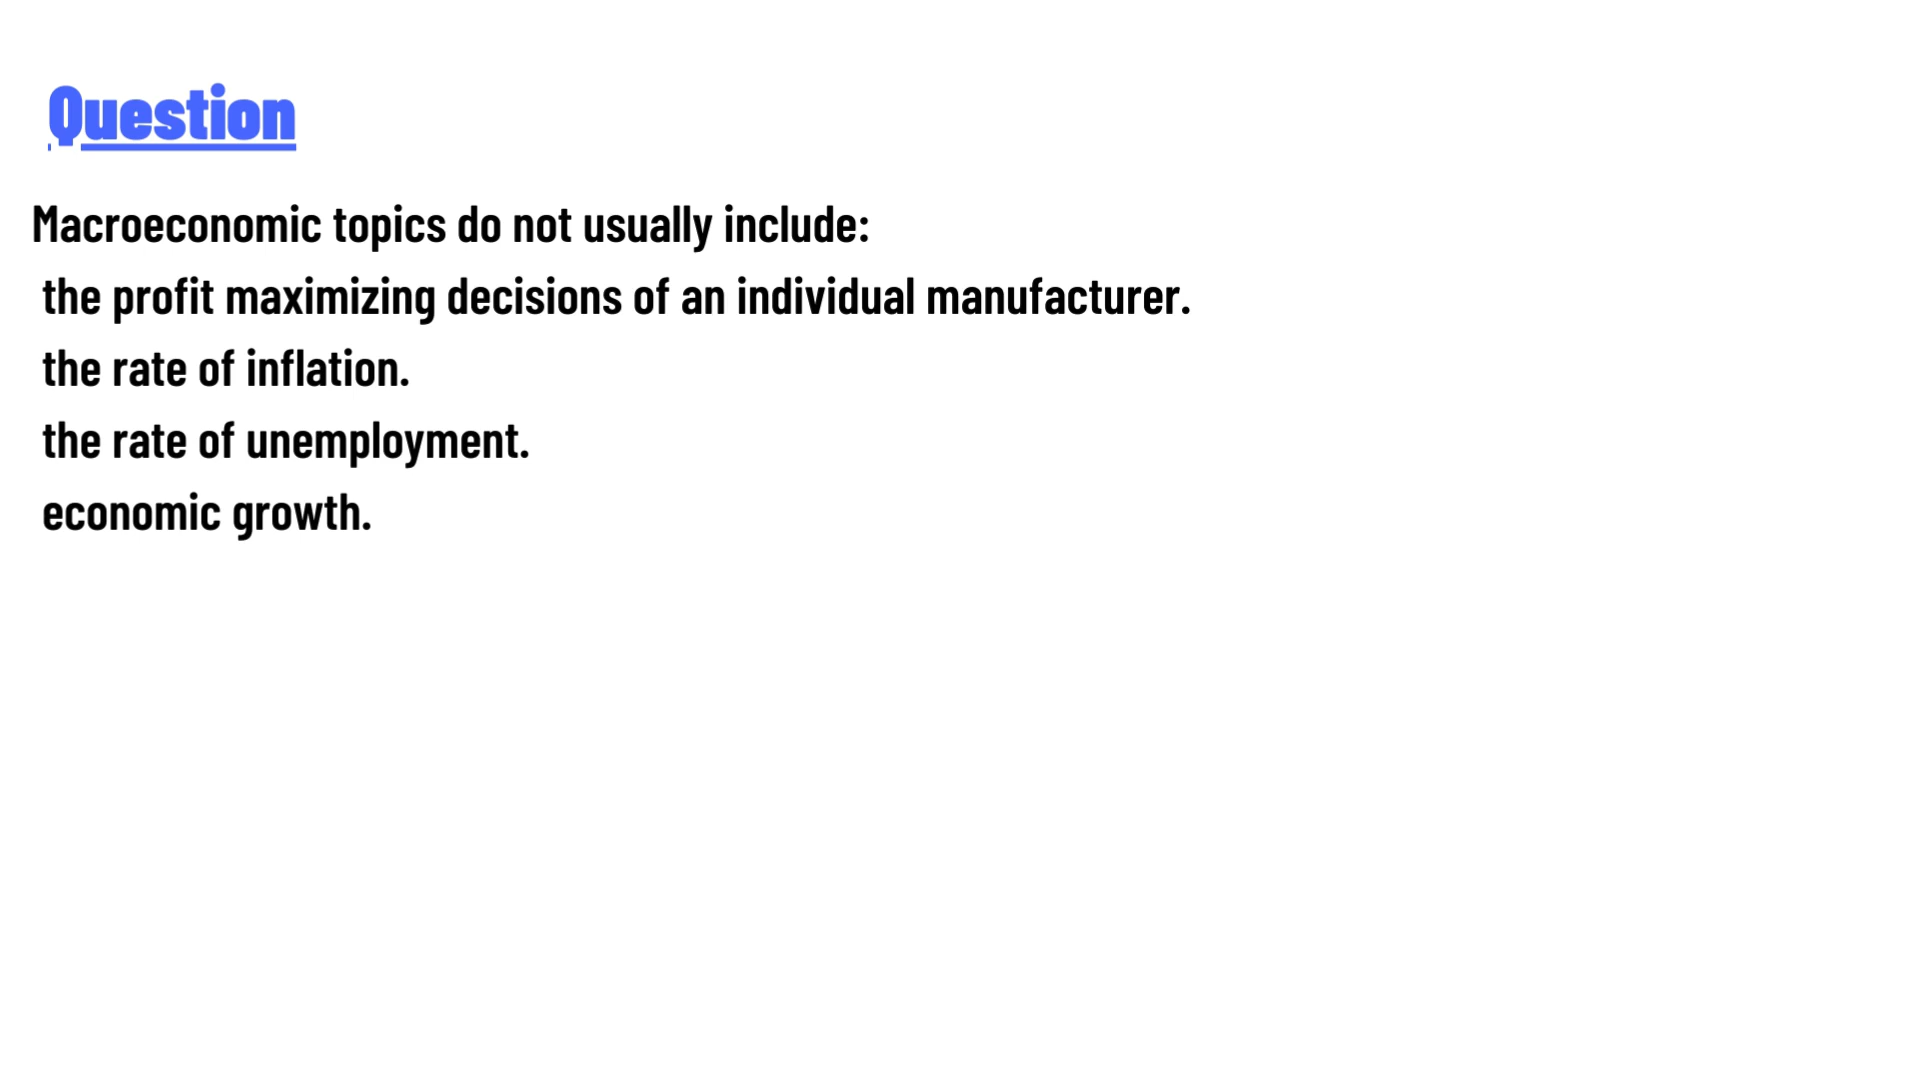 Question
Macroeconomic topics do not usually include:
the profit maximizing decisions of an individual manufacturer.
the rate of inflation.
the rate of unemployment.
economic growth.